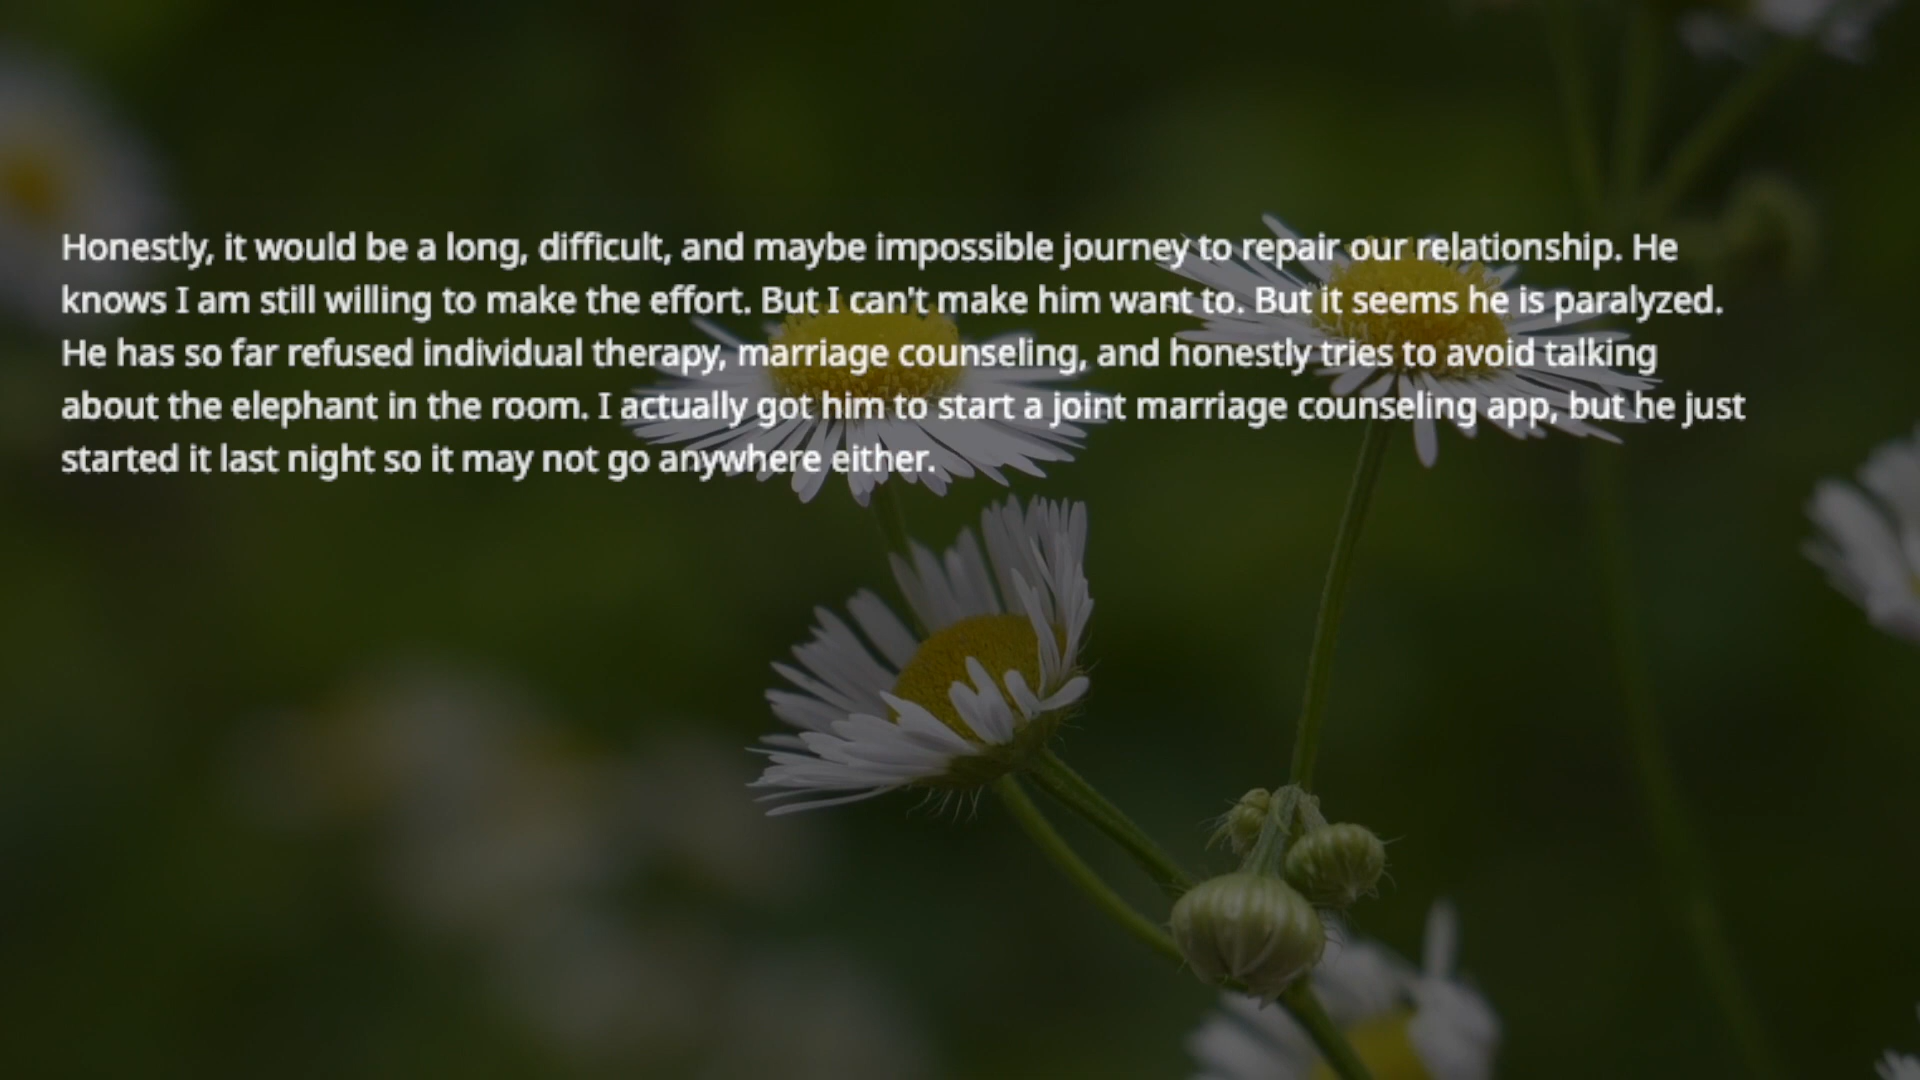 Honestly, it would be a long, difficult, and maybe impossible journey to repair our relationship. He
knows I am still willing to make the effort. But I can't make him want to. But it seems he is paralyzed.
He has so far refused individual therapy, marriage counseling, and honestly tries to avoid talking
about the elephant in the room. I actually got him to start a joint marriage counseling app, but he just
started it last night so it may not go anywhere either.